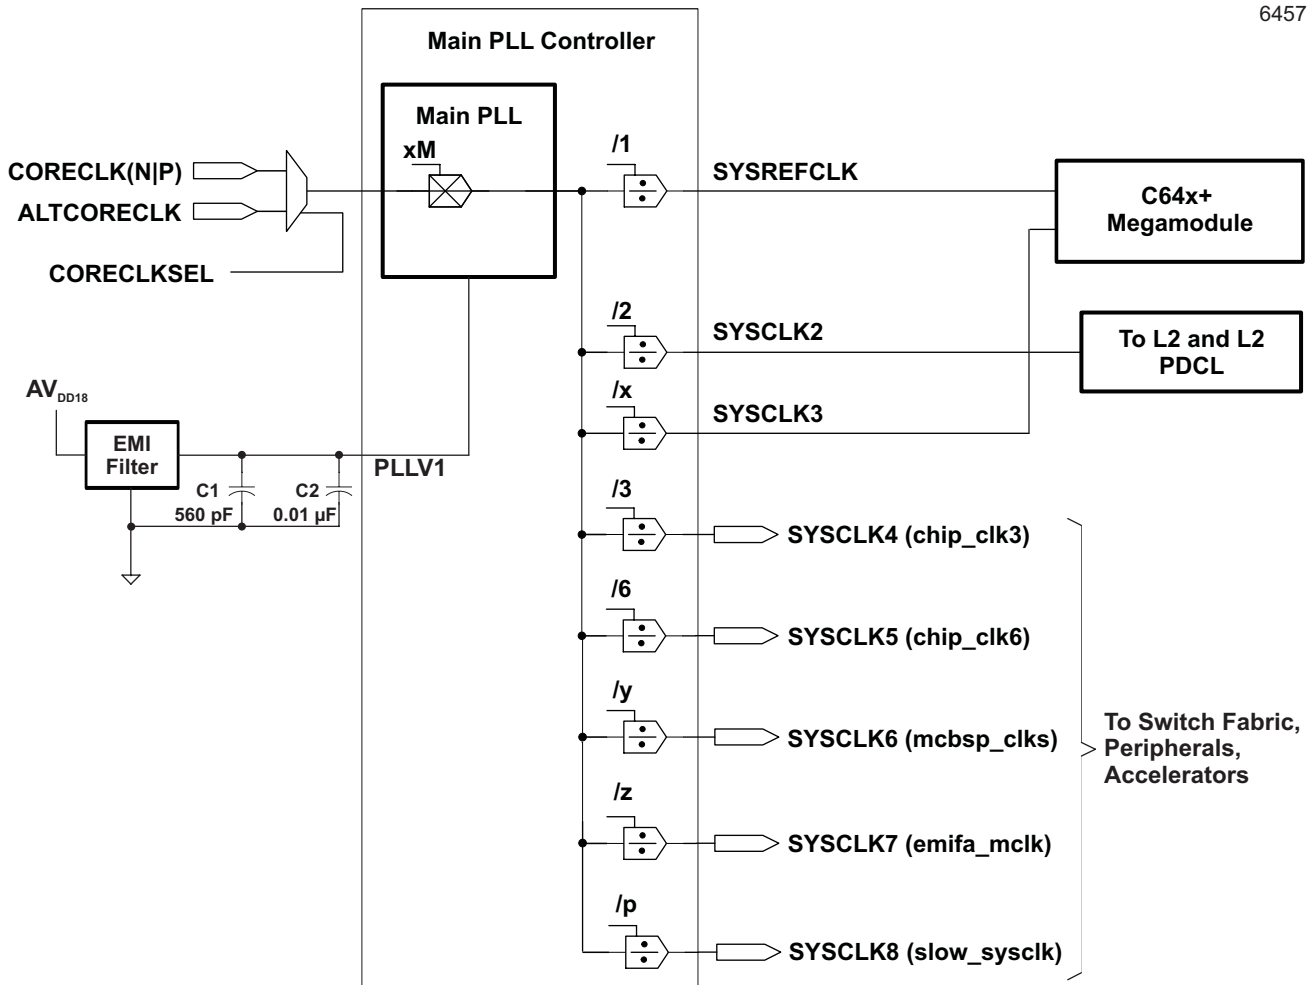 6457
Main PLL Controller
Main PLL
xM
CORECLK(N|P)
ALTCORECLK
CORECLKSEL
/1
SYSREFCLK
C64x+
Megamodule
/2
SYSCLK2
To L2 and L2
PDCL
/x
SYSCLK3
AVDD18
EMI
Filter
PLLV1
C1
560 pF
C2
0.01 µF
/3
SYSCLK4 (chip_clk3)
/6
SYSCLK5 (chip_clk6)
/y
SYSCLK6 (mcbsp_clks)
To Switch Fabric,
Peripherals,
Accelerators
/z
SYSCLK7 (emifa_mclk)
/p
SYSCLK8 (slow_sysclk)